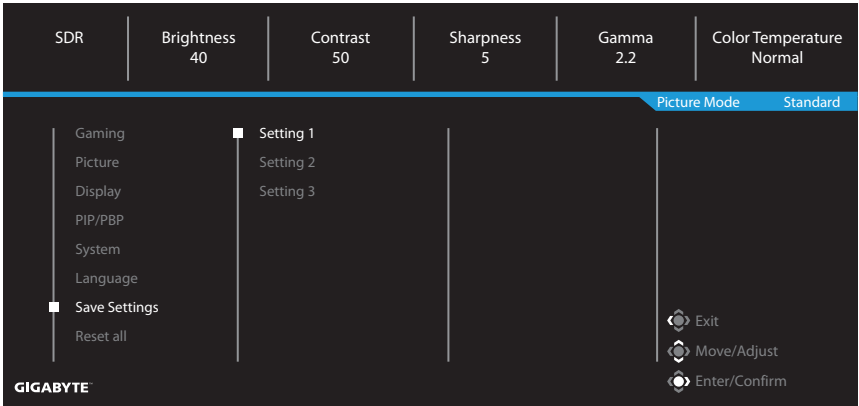 SDR
Brightness
40
Contrast
50
Sharpness
5
Gamma
2.2
Color Temperature
Normal
Picture Mode Standard
Gaming
Picture
Display
PIP/PBP
System
Language
Save Settings
Reset all
Setting 1
Setting 2
Setting 3
Exit
Move/Adjust
Enter/Confirm
GIGABYTE™